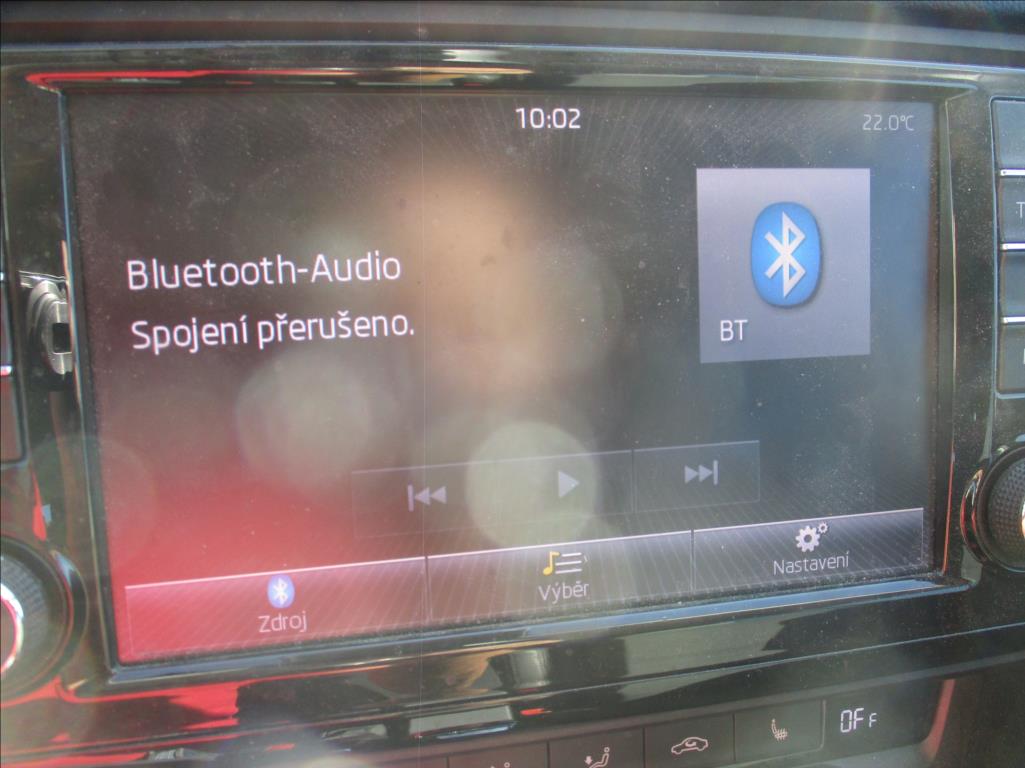 10:02
22.0°C
Bluetooth-Audio
Spojení přerušeno.
BT
Zdroj
Výběr
Nastavení
OFF